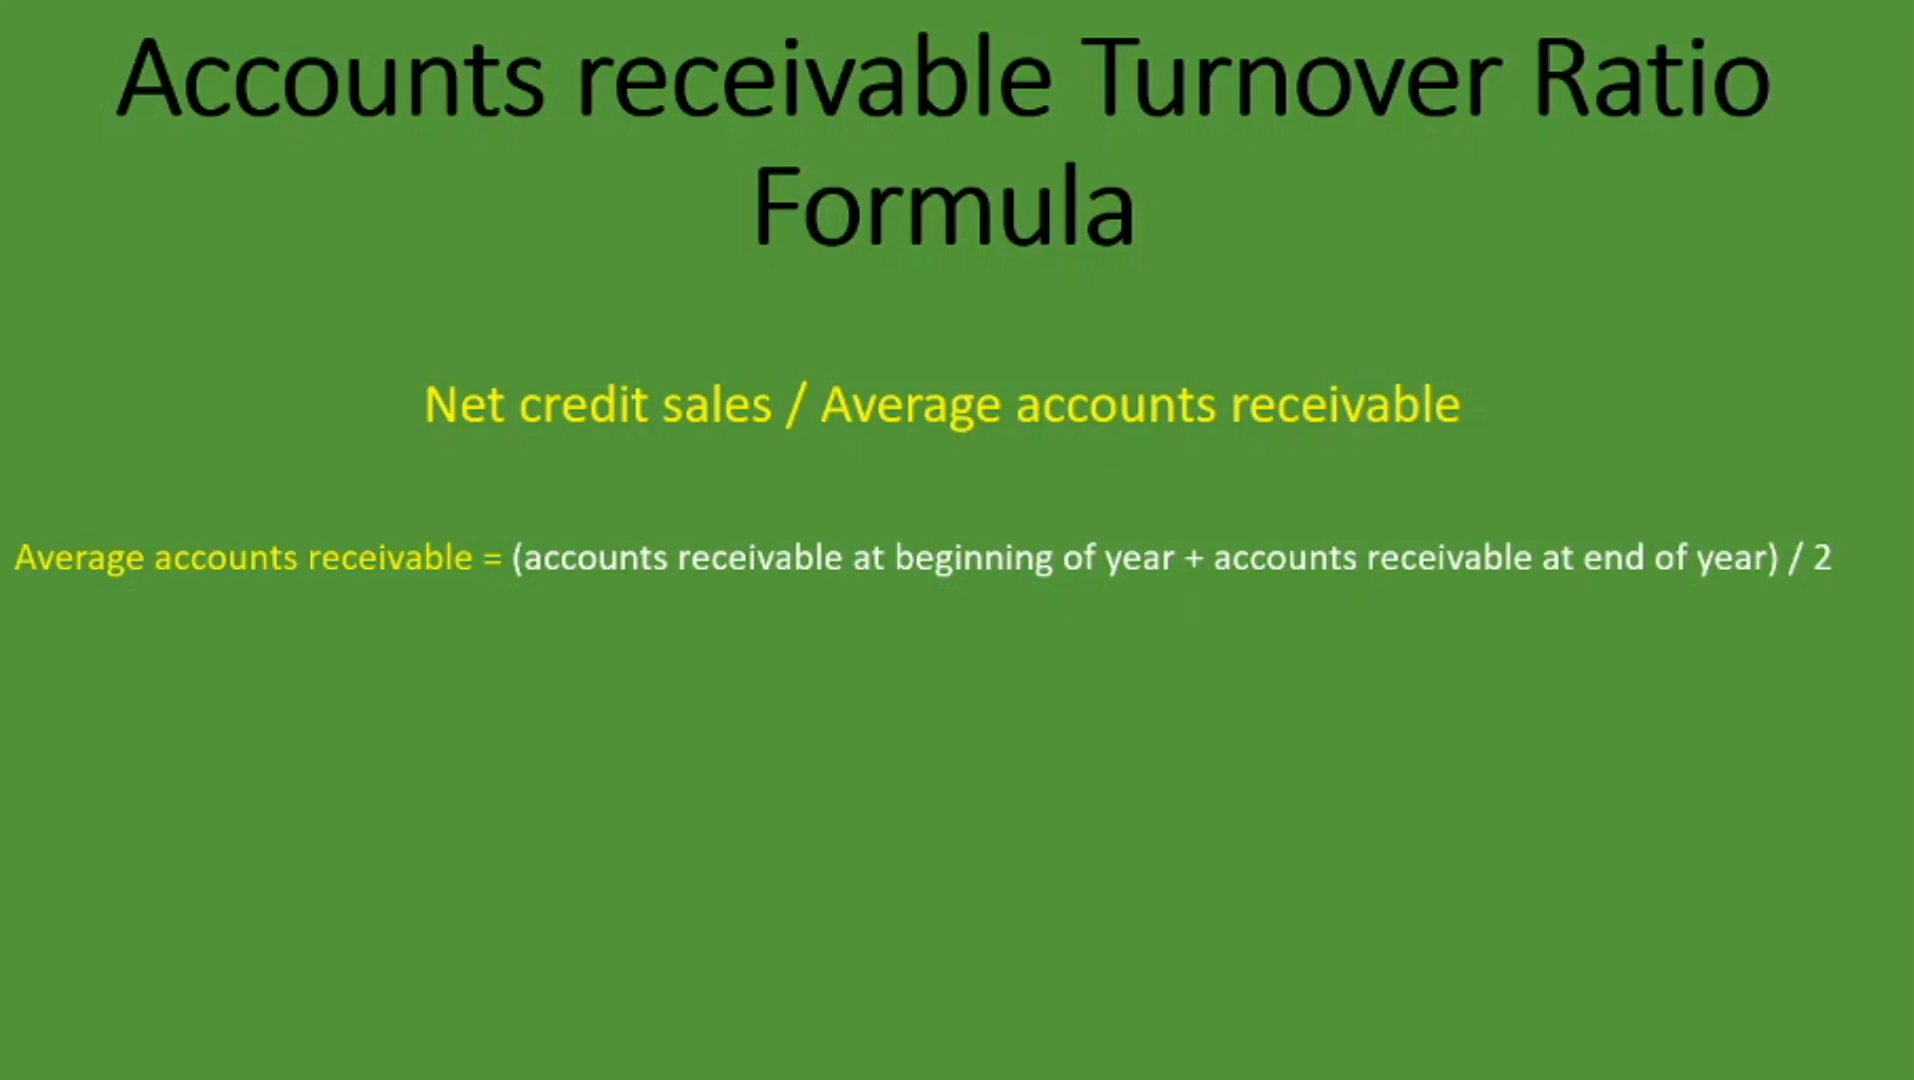 Accounts receivable Turnover Ratio
Formula
Net credit sales / Average accounts receivable
Average accounts receivable = (accounts receivable at beginning of year + accounts receivable at end of year) / 2